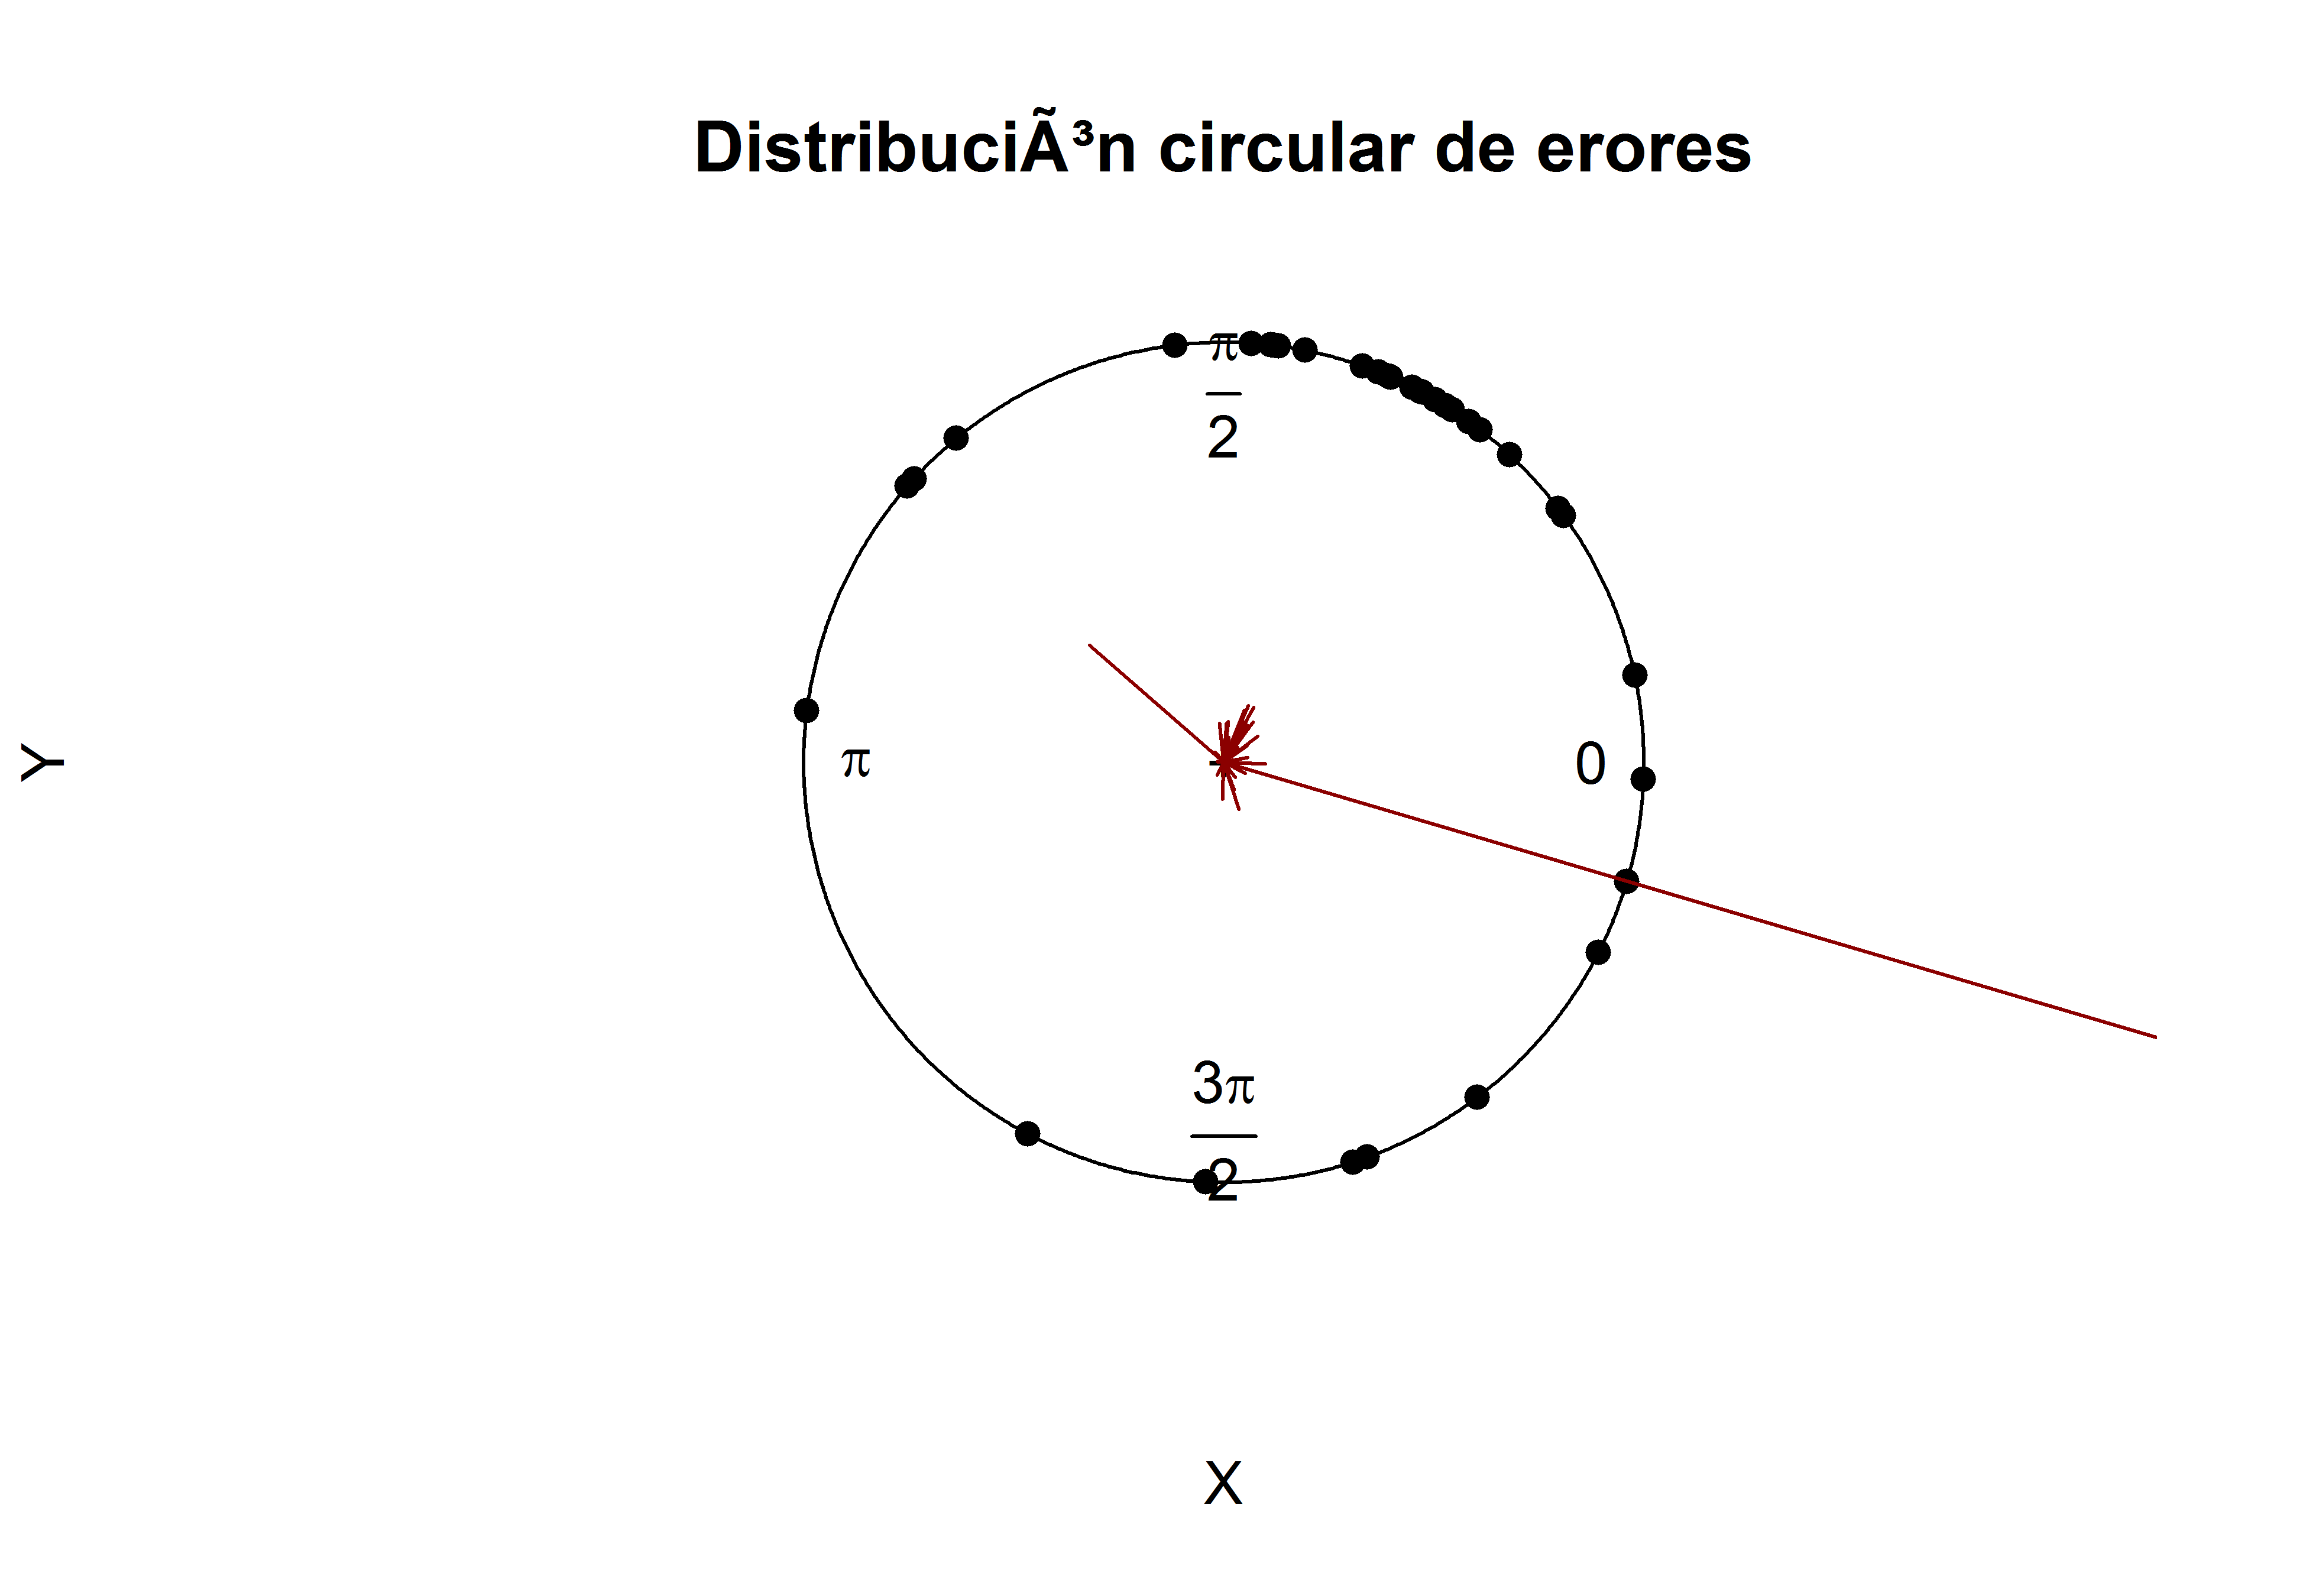 DistribuciÃ³n circular de erores
π
2
Y
π
0
3π
2
X